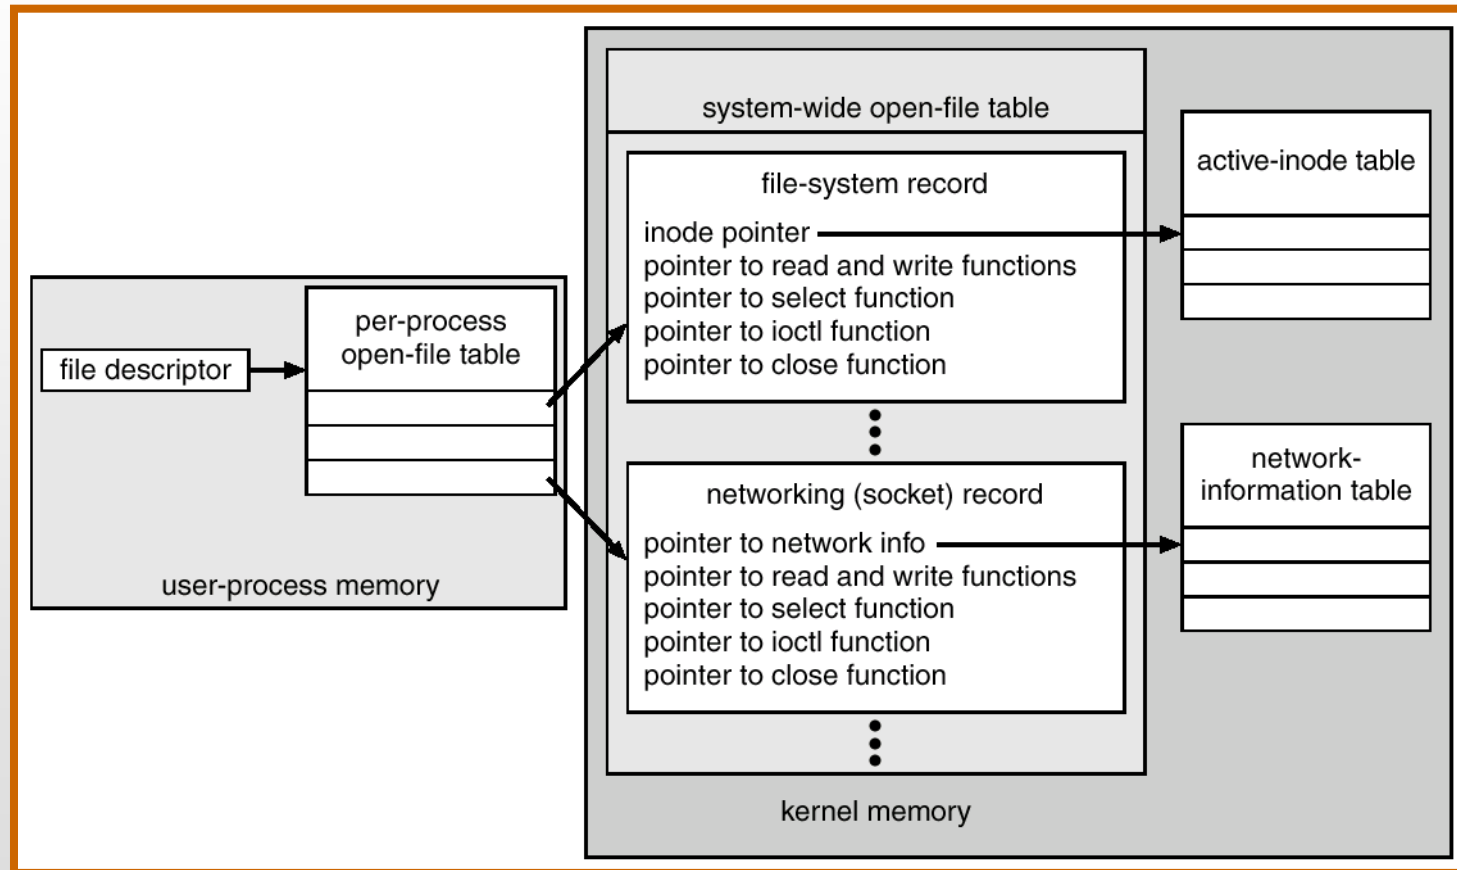 system-wide open-file table
file-system record
inode pointer
pointer to read and write functions
pointer to select function
pointer to ioctl function
pointer to close function
active-inode table
file descriptor
per-process
open-file table
user-process memory
networking (socket) record
pointer to network info
pointer to read and write functions
pointer to select function
pointer to ioctl function
pointer to close function
network-
information table
kernel memory